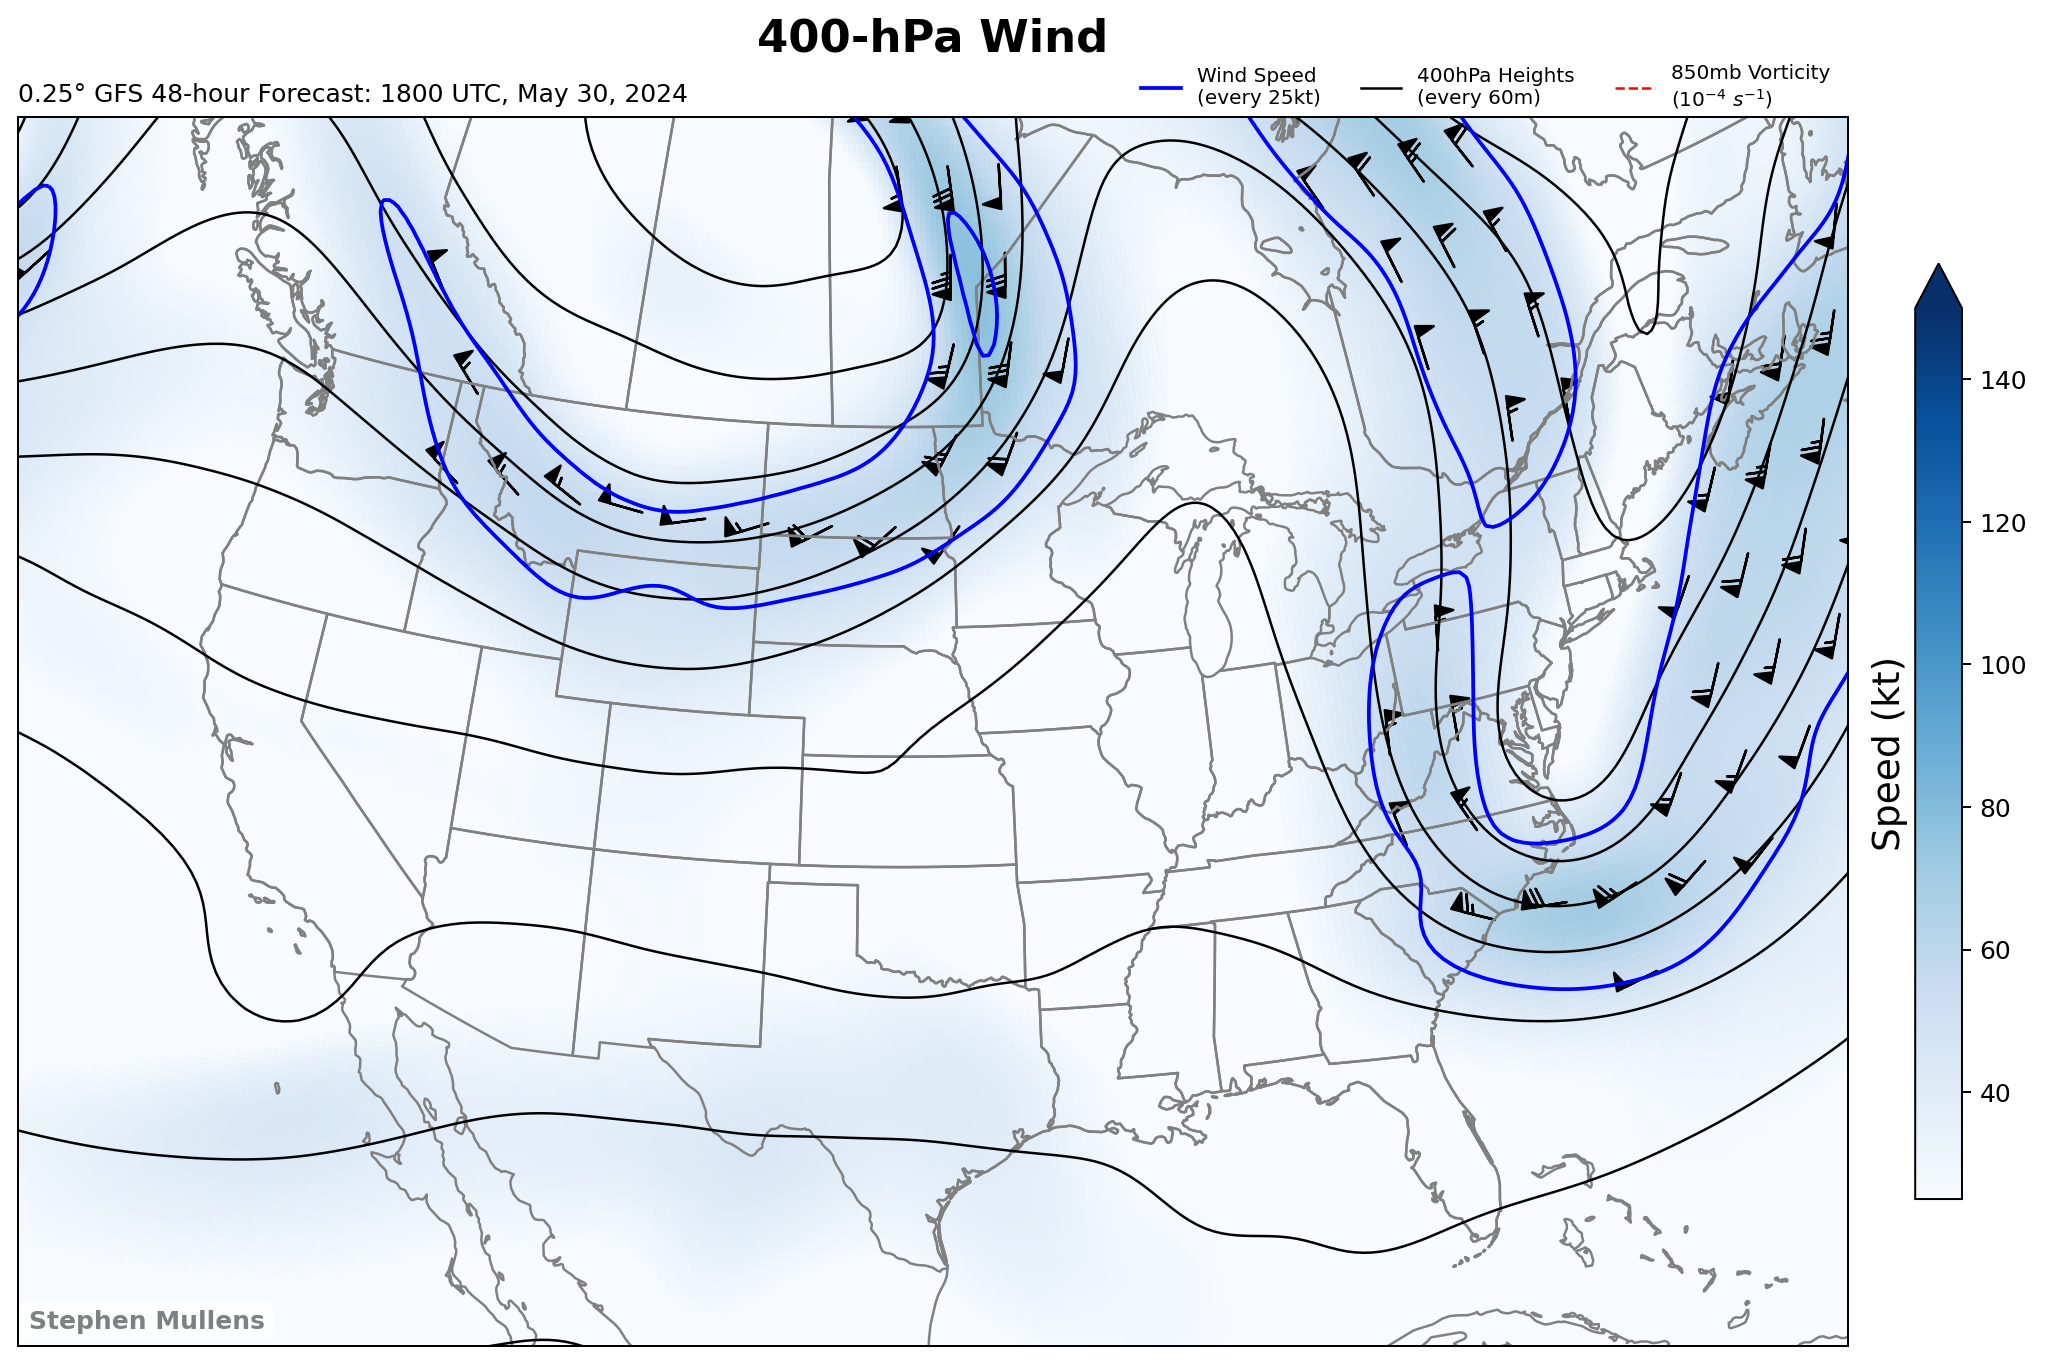 400-hPa Wind
0.25° GFS 48-hour Forecast: 1800 UTC, May 30, 2024
Wind Speed
(every 25kt)
400hPa Heights
(every 60m)
850mb Vorticity
(10⁻⁴ s⁻¹)
140
120
100
80
60
40
Speed (kt)
Stephen Mullens